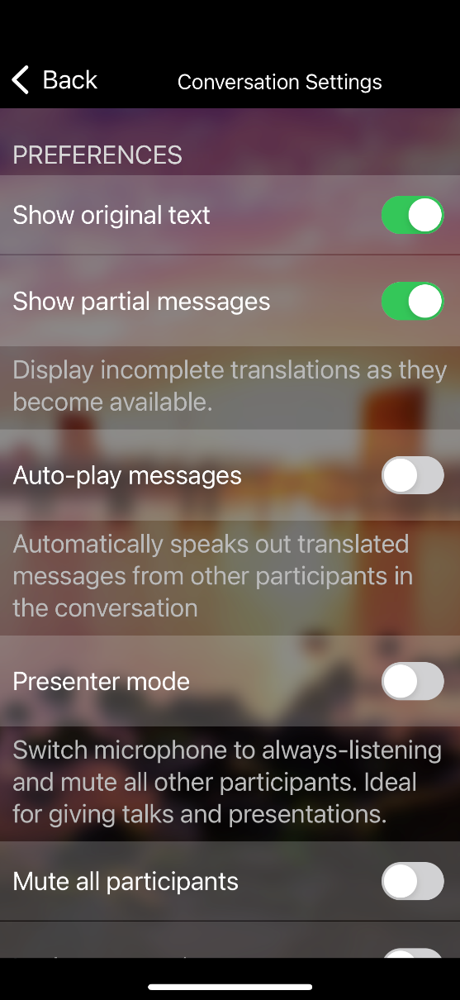 Back
Conversation Settings
PREFERENCES
Show original text
Show partial messages
Display incomplete translations as they
become available.
Auto-play messages
Automatically speaks out translated
messages from other participants in
the conversation
Presenter mode
Switch microphone to always-listening
and mute all other participants. Ideal
for giving talks and presentations.
Mute all participants